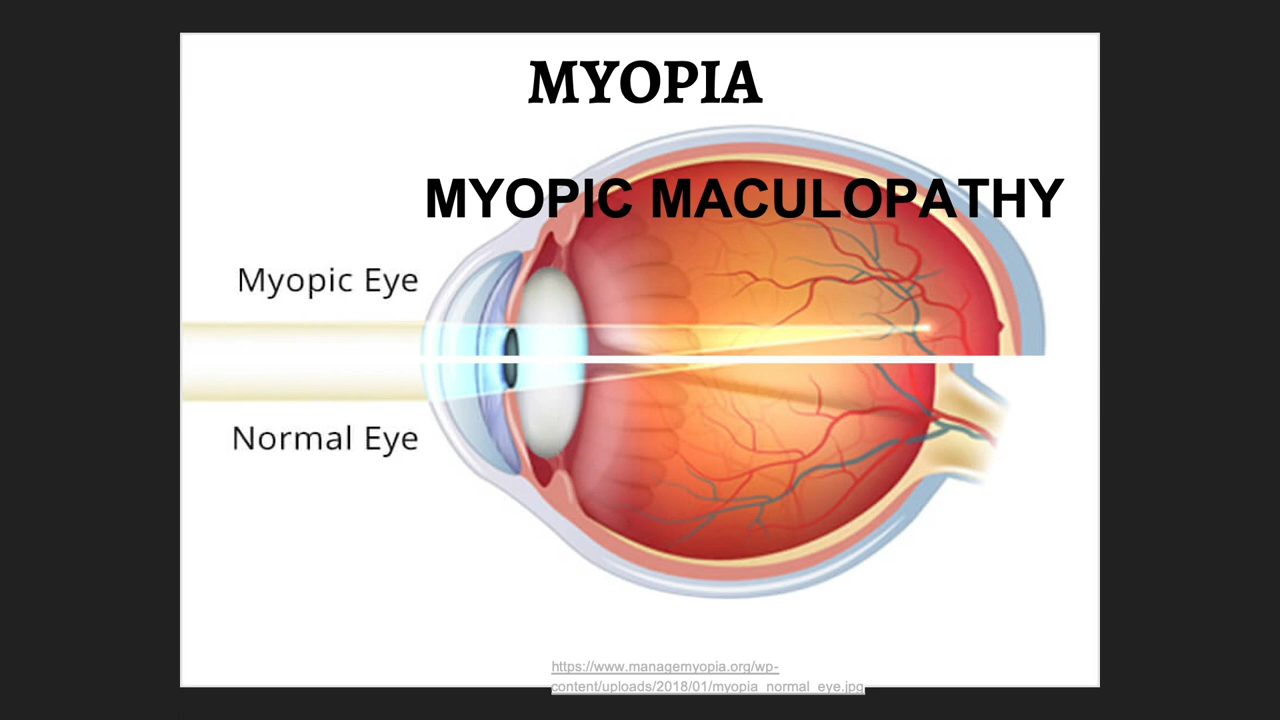 MYOPIA
MYOPIC MACULOPATHY
Myopic Eye
Normal Eye
https://www.managemyopia.org/wp-
content/uploads/2018/01/myopia_normal_eye.jpg